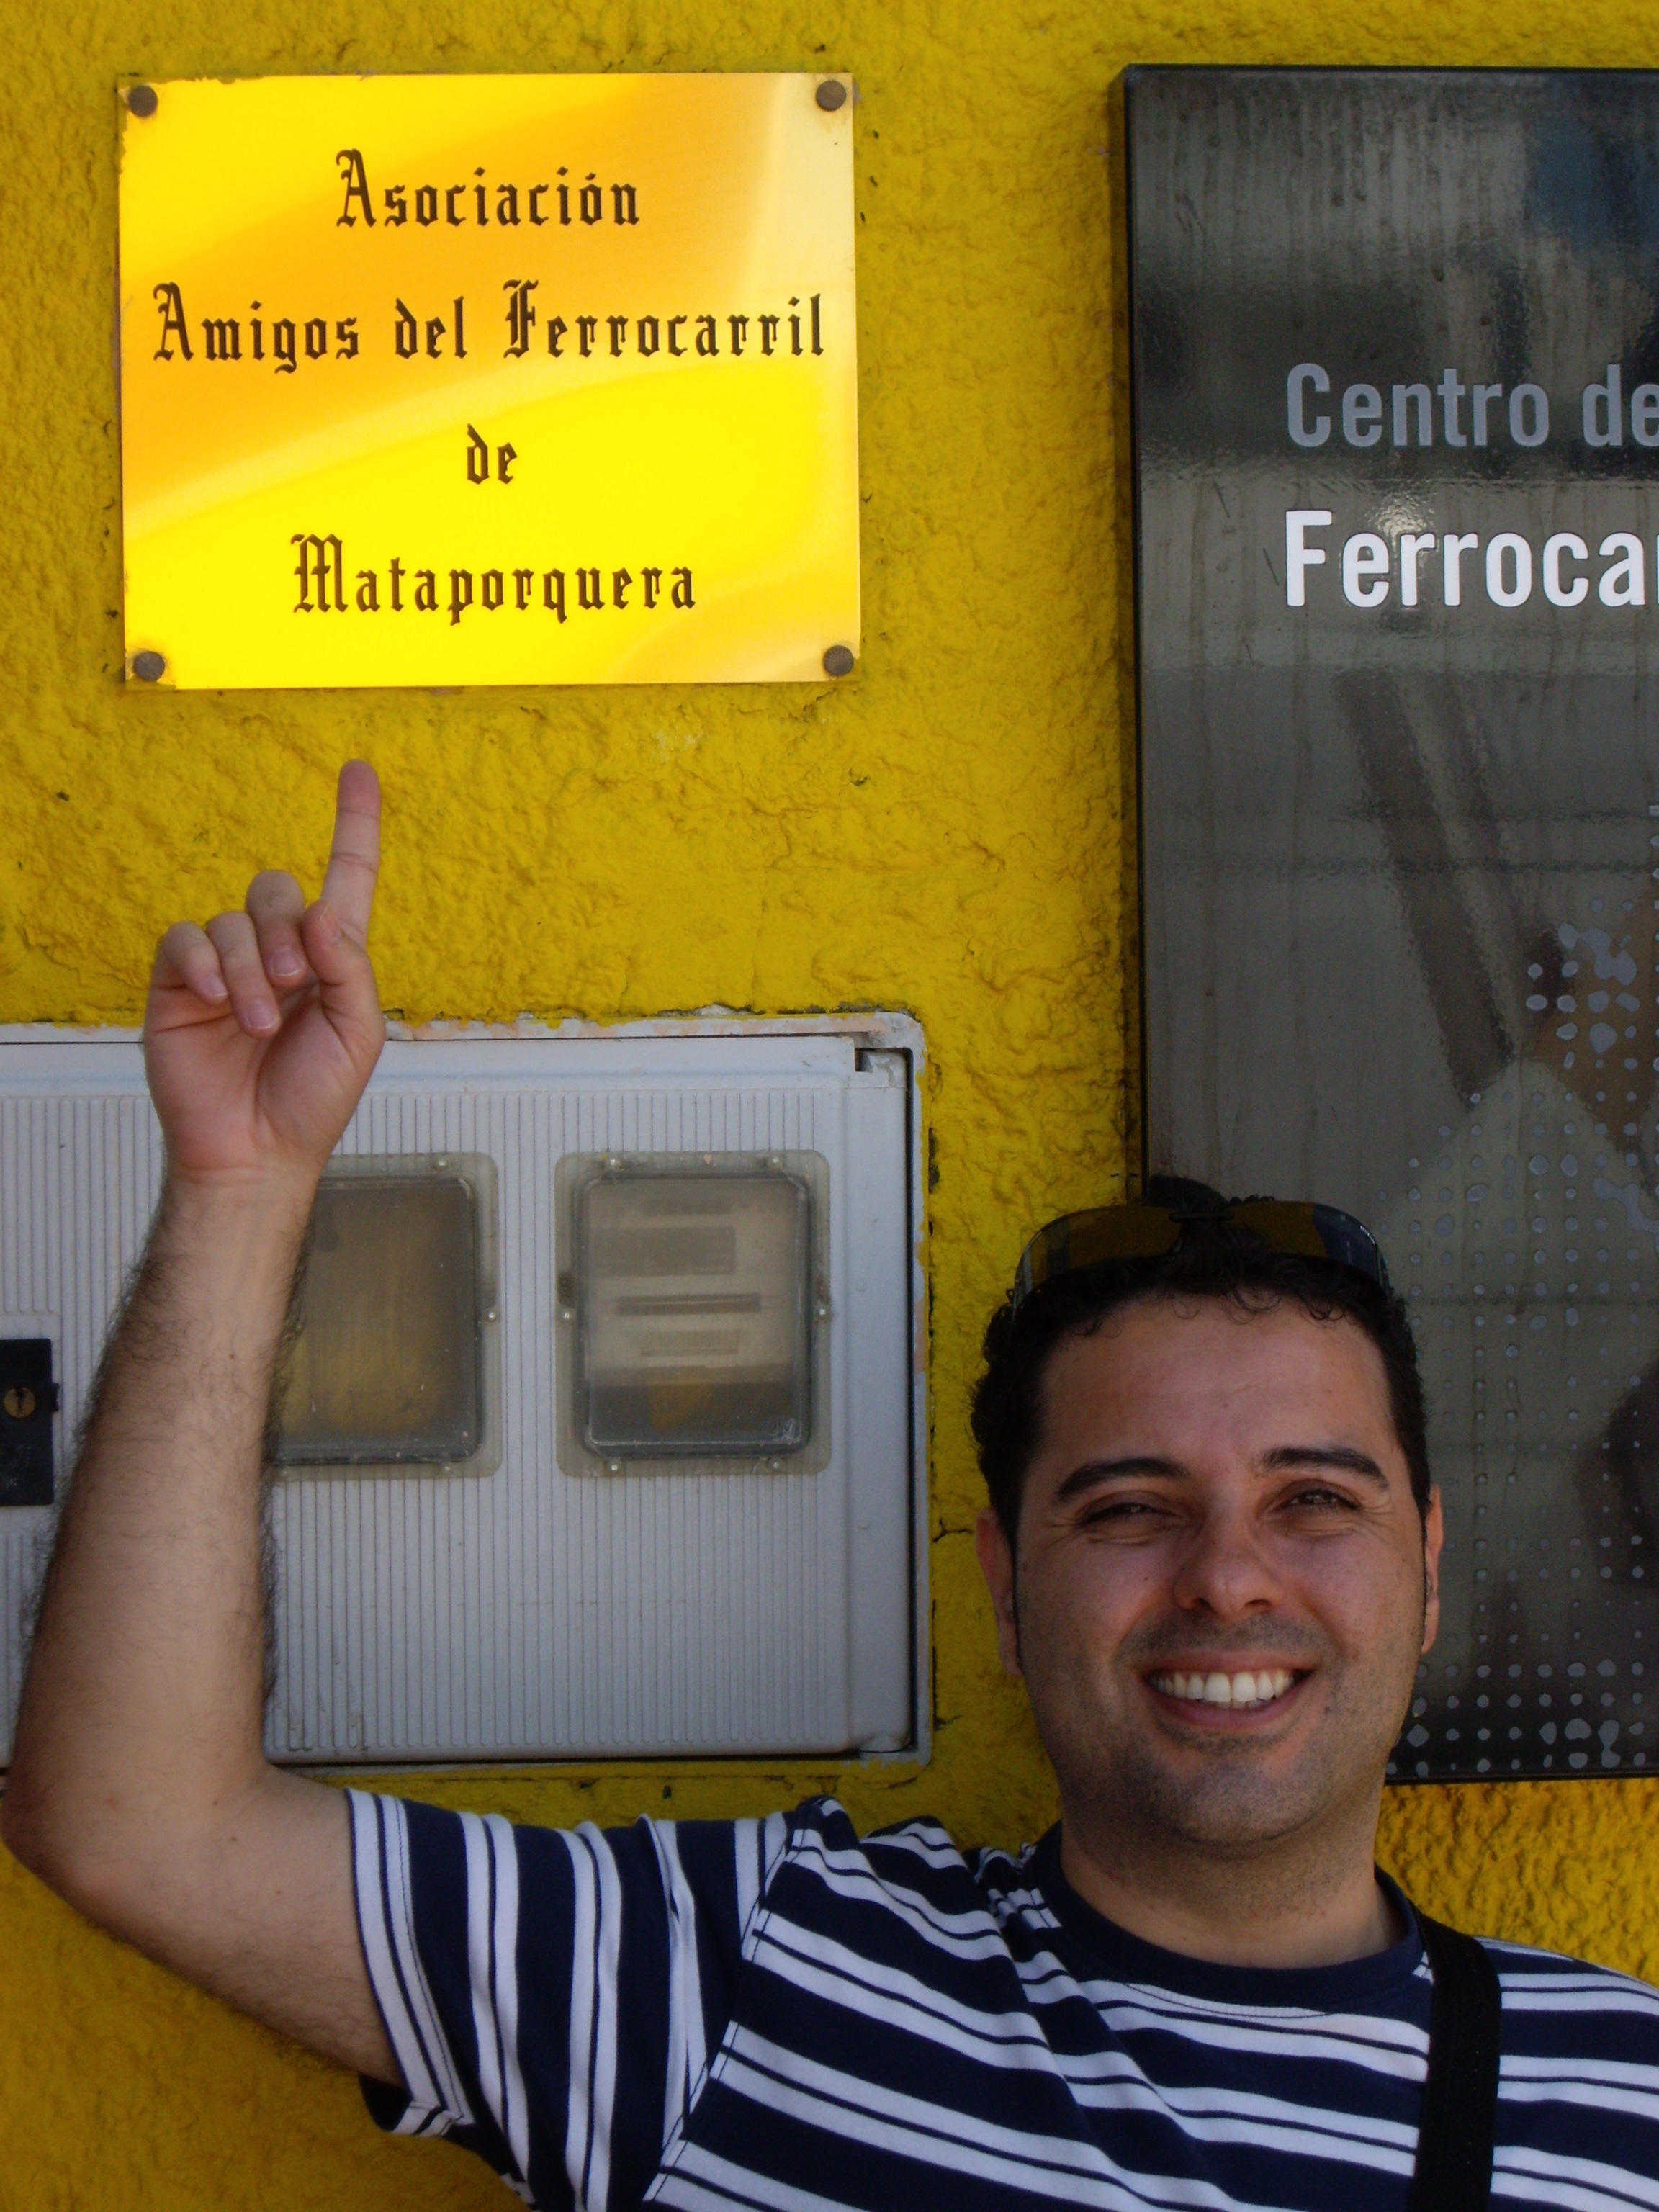 Asociación
Amigos del Ferrocarril
de
Mataporquera
Centro de
Ferroca